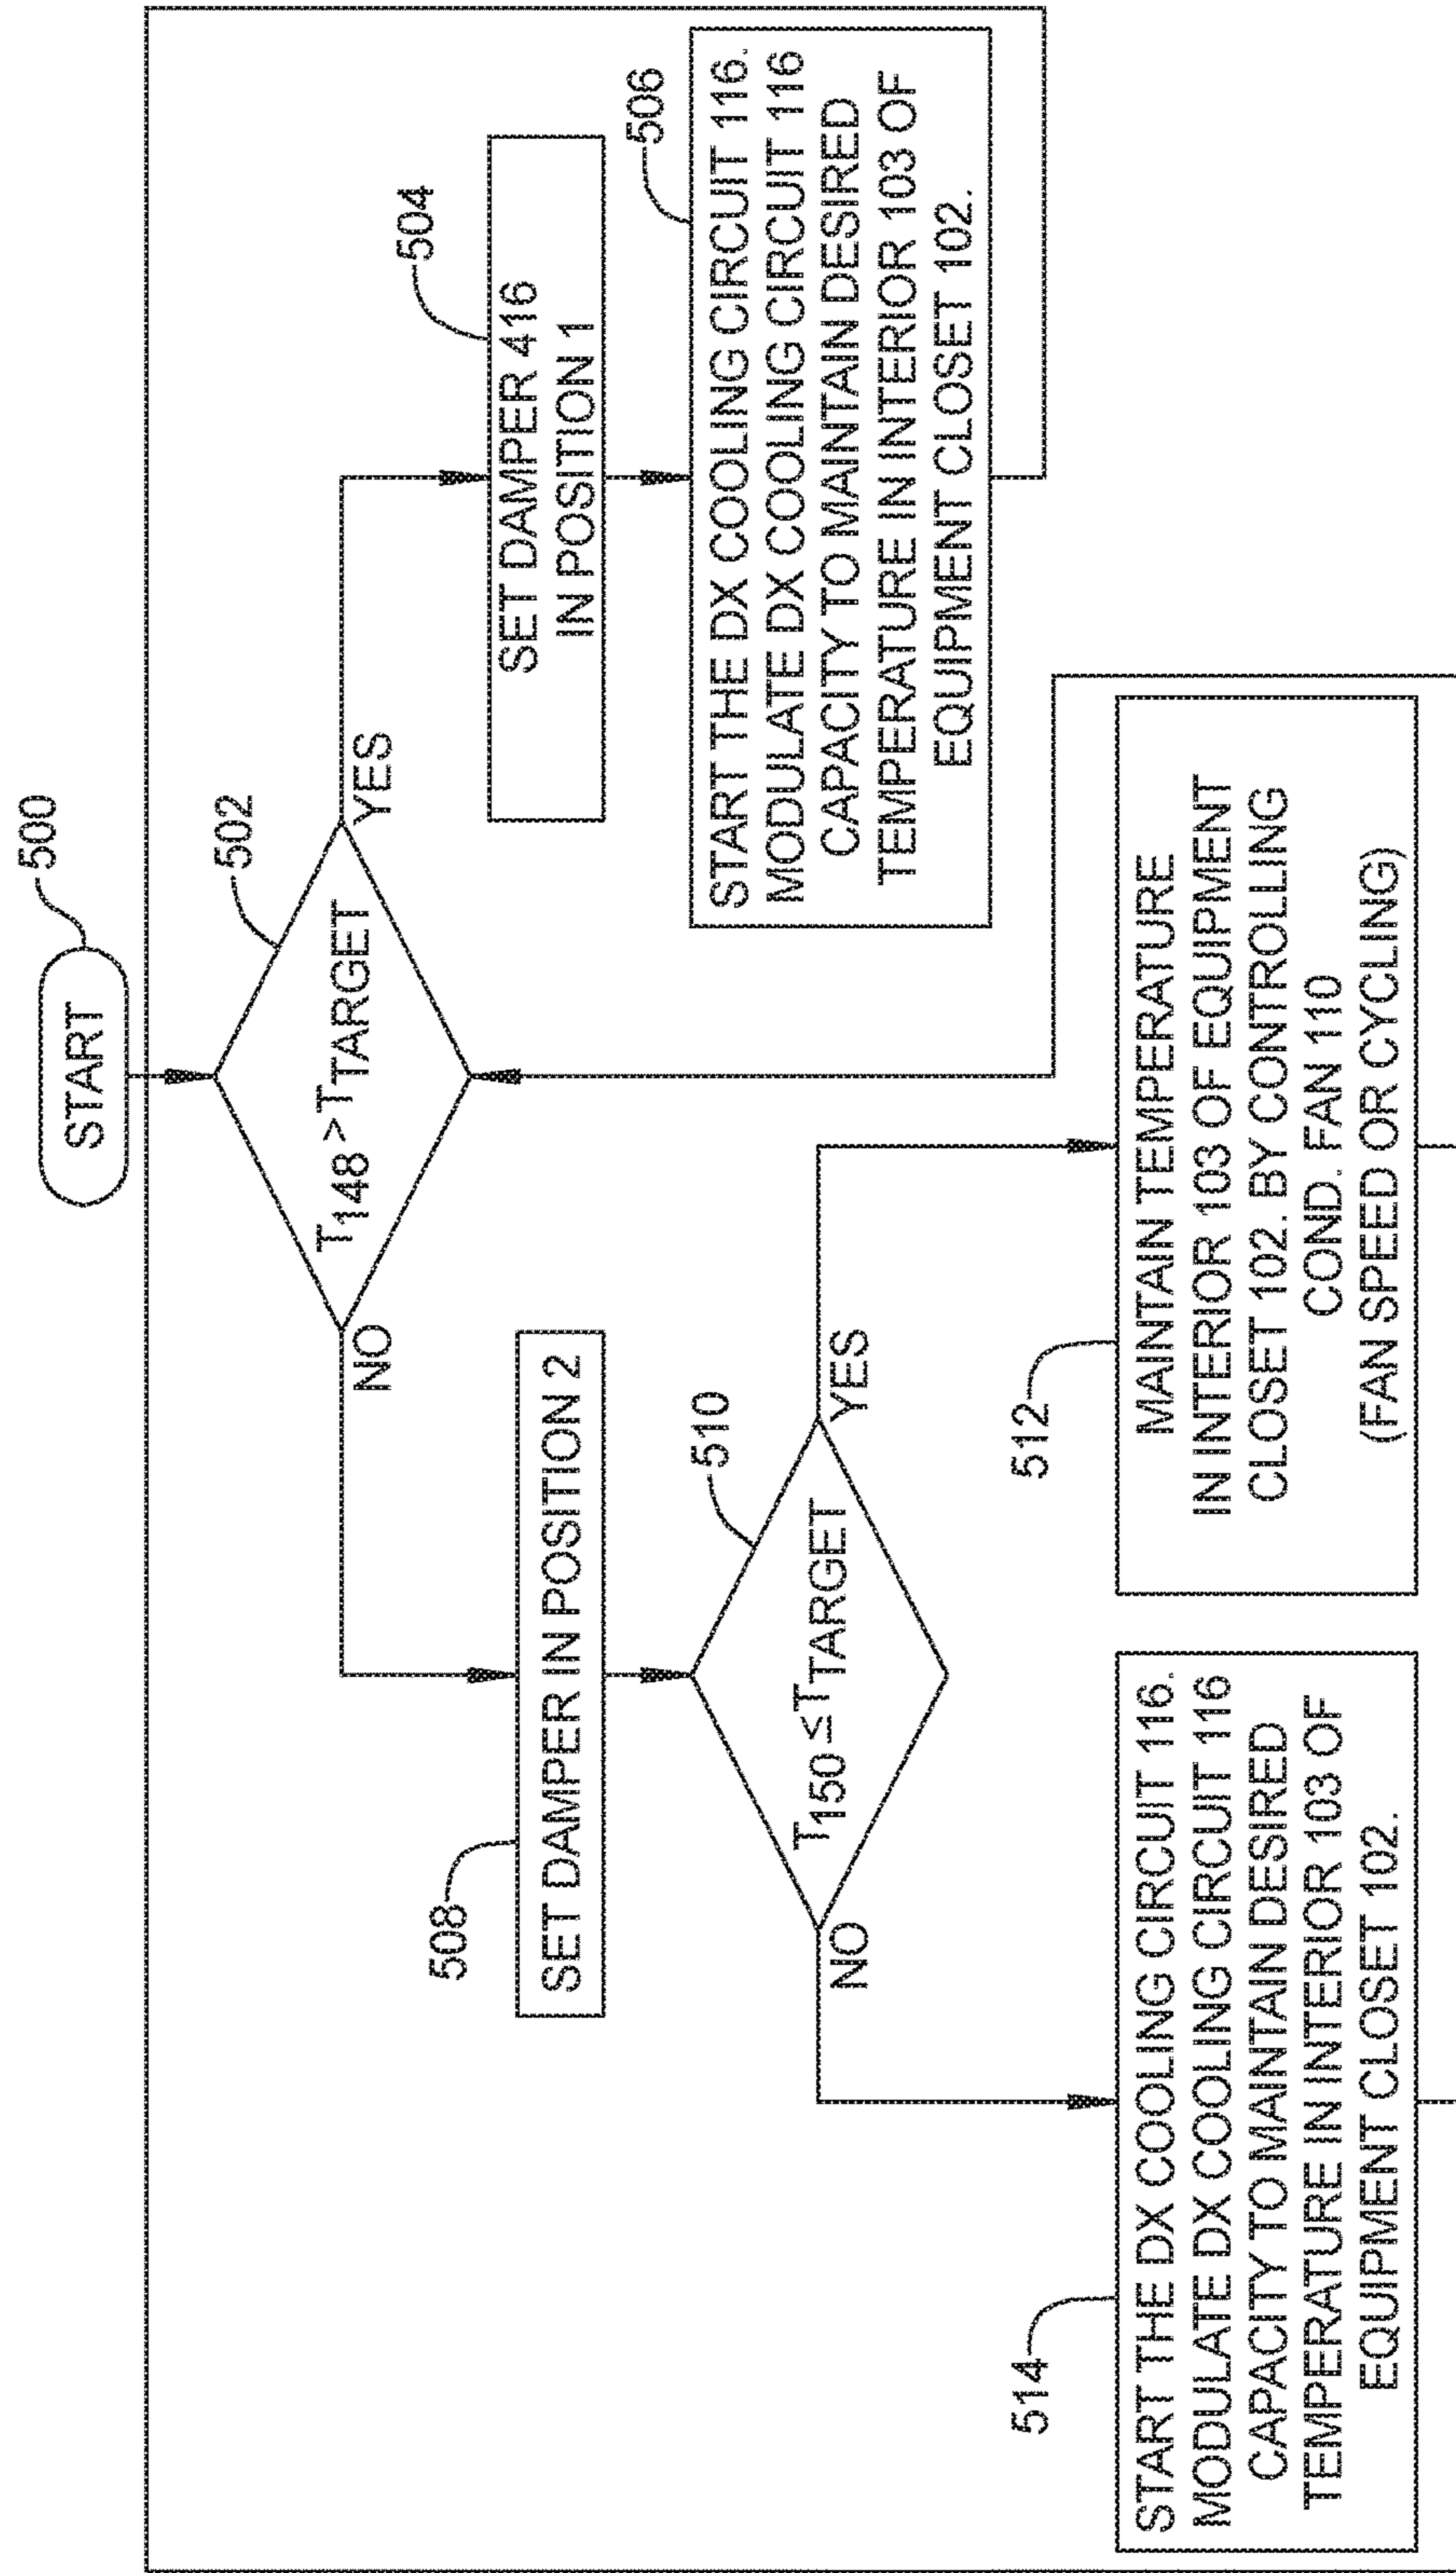 500
START
502
T148 > TTARGET
NO
YES
504
SET DAMPER 416
IN POSITION 1
506
START THE DX COOLING CIRCUIT 116.
MODULATE DX COOLING CIRCUIT 116
CAPACITY TO MAINTAIN DESIRED
TEMPERATURE IN INTERIOR 103 OF
EQUIPMENT CLOSET 102.
508
SET DAMPER IN POSITION 2
510
T150 ≤ TTARGET
NO
YES
512
MAINTAIN TEMPERATURE
IN INTERIOR 103 OF EQUIPMENT
CLOSET 102. BY CONTROLLING
COND. FAN 110
(FAN SPEED OR CYCLING)
514
START THE DX COOLING CIRCUIT 116.
MODULATE DX COOLING CIRCUIT 116
CAPACITY TO MAINTAIN DESIRED
TEMPERATURE IN INTERIOR 103 OF
EQUIPMENT CLOSET 102.